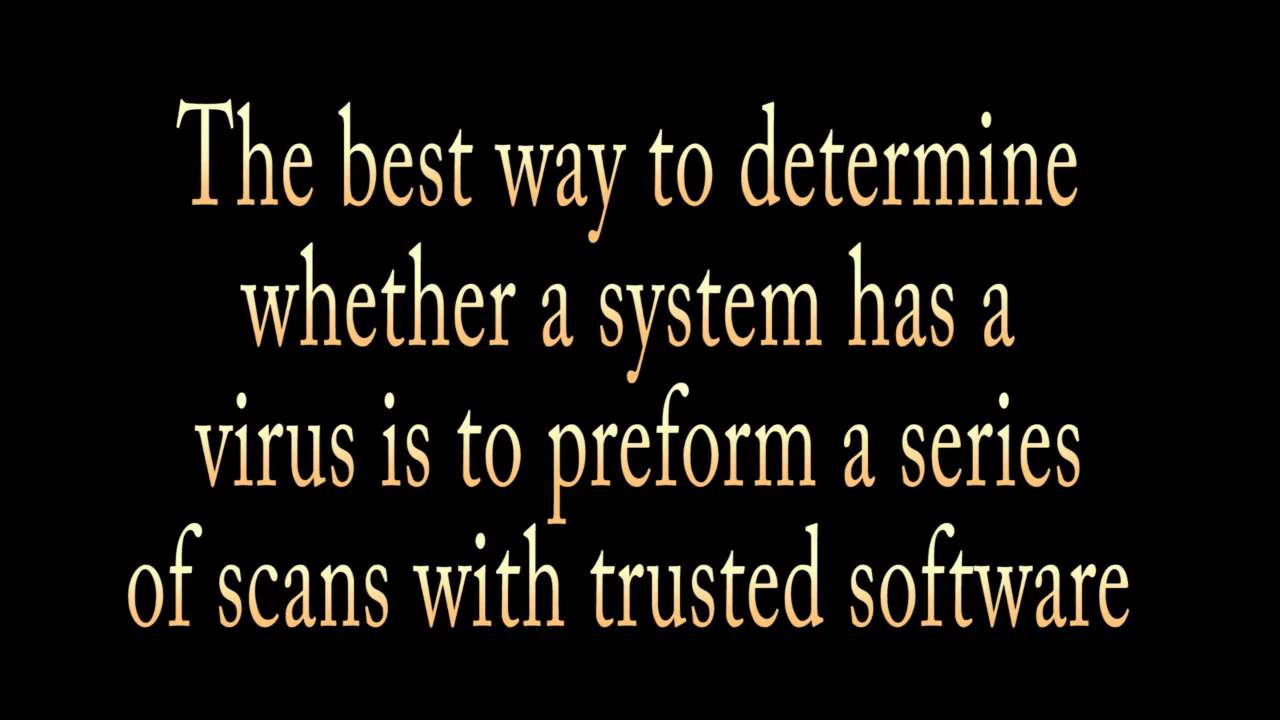 The best way to determine
whether a system has a
virus is to preform a series
of scans with trusted software